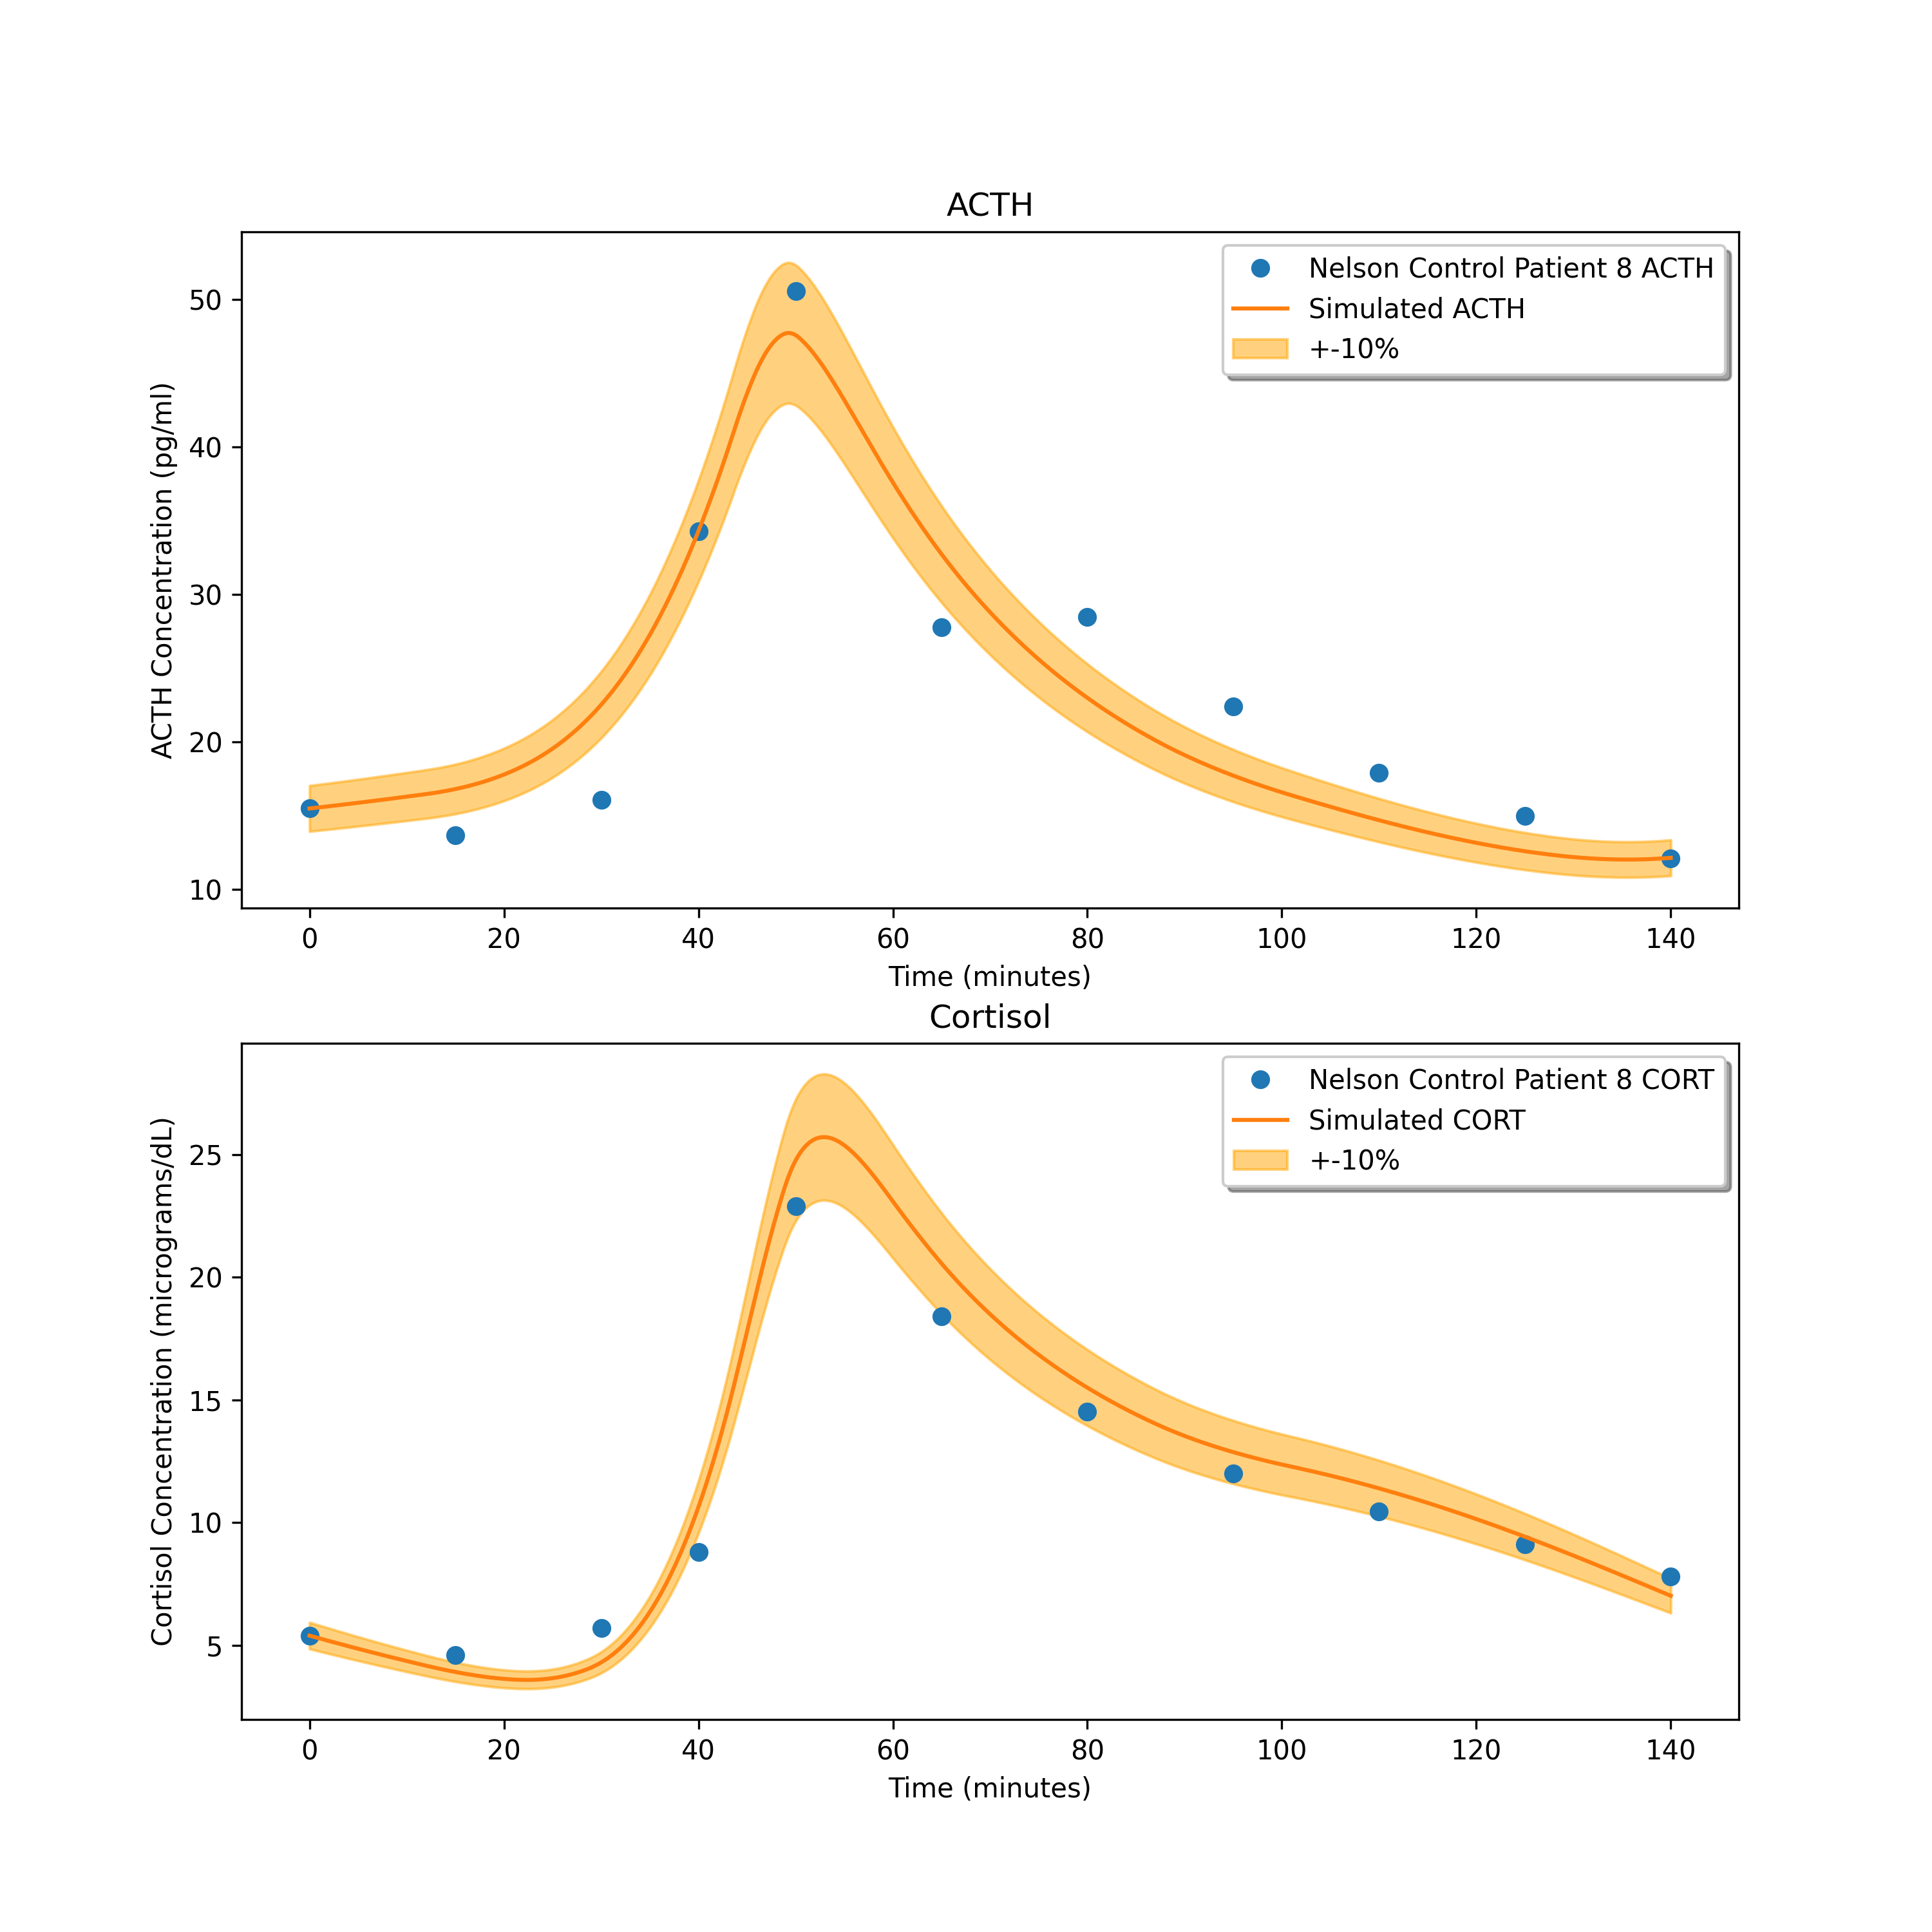 ACTH
Nelson Control Patient 8 ACTH
Simulated ACTH
+-10%
ACTH Concentration (pg/ml)
50
40
30
20
10
0 20 40 60 80 100 120 140
Time (minutes)
Cortisol
Nelson Control Patient 8 CORT
Simulated CORT
+-10%
Cortisol Concentration (micrograms/dL)
25
20
15
10
5
0 20 40 60 80 100 120 140
Time (minutes)